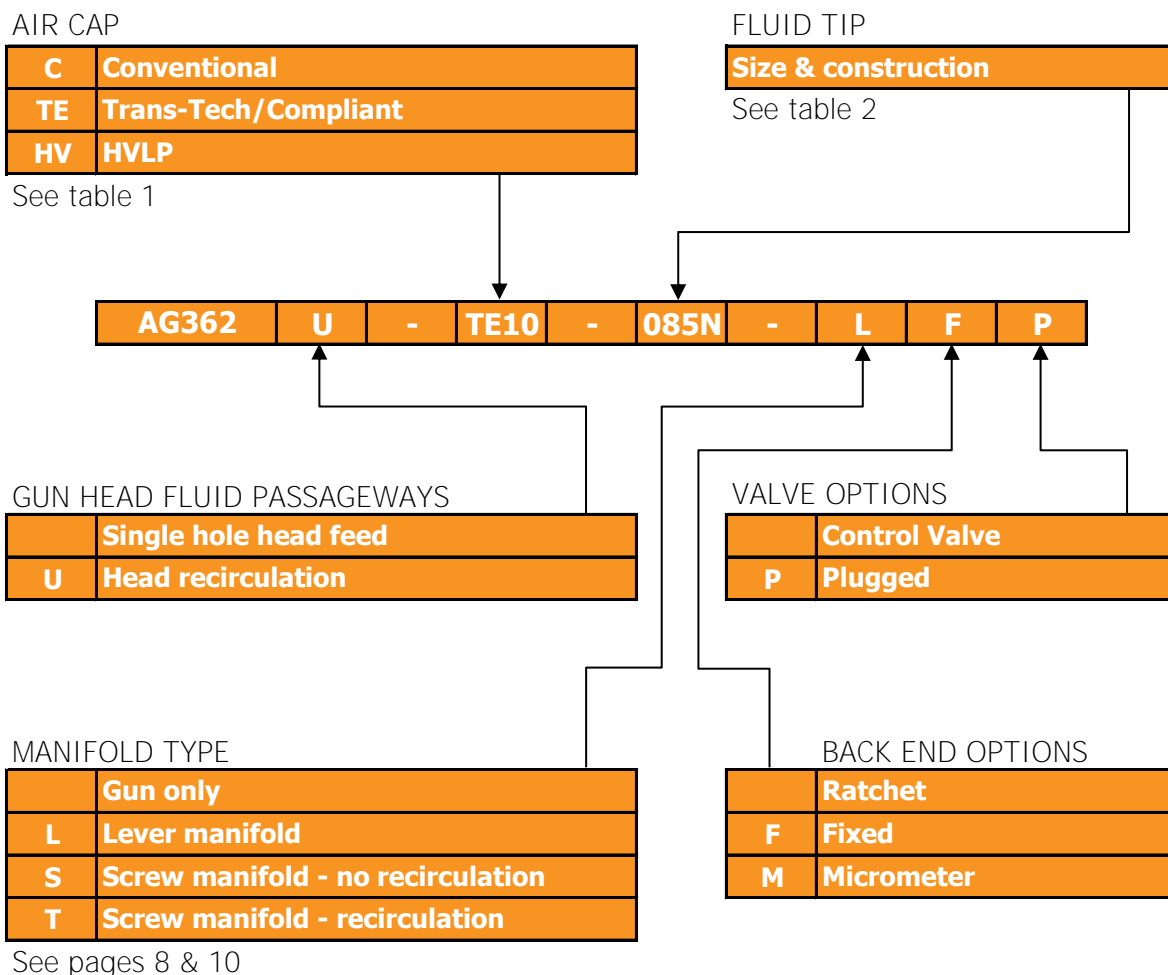 AIR CAP
C Conventional
TE Trans-Tech/Compliant
HV HVLP
See table 1
FLUID TIP
Size & construction
See table 2
AG362 U - TE10 - 085N - L F P
GUN HEAD FLUID PASSAGEWAYS
Single hole head feed
U Head recirculation
VALVE OPTIONS
Control Valve
P Plugged
MANIFOLD TYPE
Gun only
L Lever manifold
S Screw manifold - no recirculation
T Screw manifold - recirculation
See pages 8 & 10
BACK END OPTIONS
Ratchet
F Fixed
M Micrometer